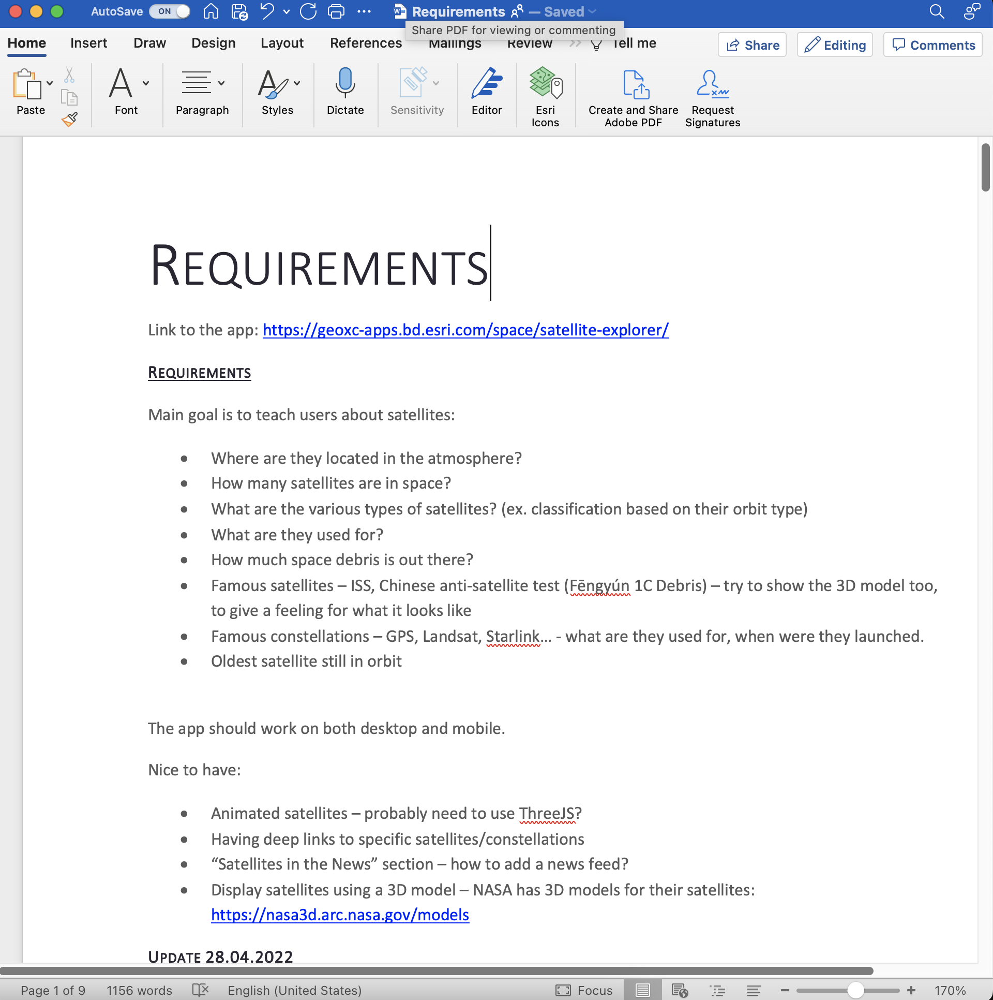 AutoSave ON Requirements — Saved
Share PDF for viewing or commenting
Home Insert Draw Design Layout References Mailings Review Tell me Share Editing Comments
Paste Font Paragraph Styles Dictate Sensitivity Editor Esri Icons Create and Share Adobe PDF Request Signatures
REQUIREMENTS
Link to the app: https://geoxc-apps.bd.esri.com/space/satellite-explorer/
REQUIREMENTS
Main goal is to teach users about satellites:
• Where are they located in the atmosphere?
• How many satellites are in space?
• What are the various types of satellites? (ex. classification based on their orbit type)
• What are they used for?
• How much space debris is out there?
• Famous satellites – ISS, Chinese anti-satellite test (Fēngyún 1C Debris) – try to show the 3D model too,
to give a feeling for what it looks like
• Famous constellations – GPS, Landsat, Starlink… - what are they used for, when were they launched.
• Oldest satellite still in orbit
The app should work on both desktop and mobile.
Nice to have:
• Animated satellites – probably need to use ThreeJS?
• Having deep links to specific satellites/constellations
• “Satellites in the News” section – how to add a news feed?
• Display satellites using a 3D model – NASA has 3D models for their satellites:
https://nasa3d.arc.nasa.gov/models
UPDATE 28.04.2022
Page 1 of 9 1156 words English (United States) Focus 170%